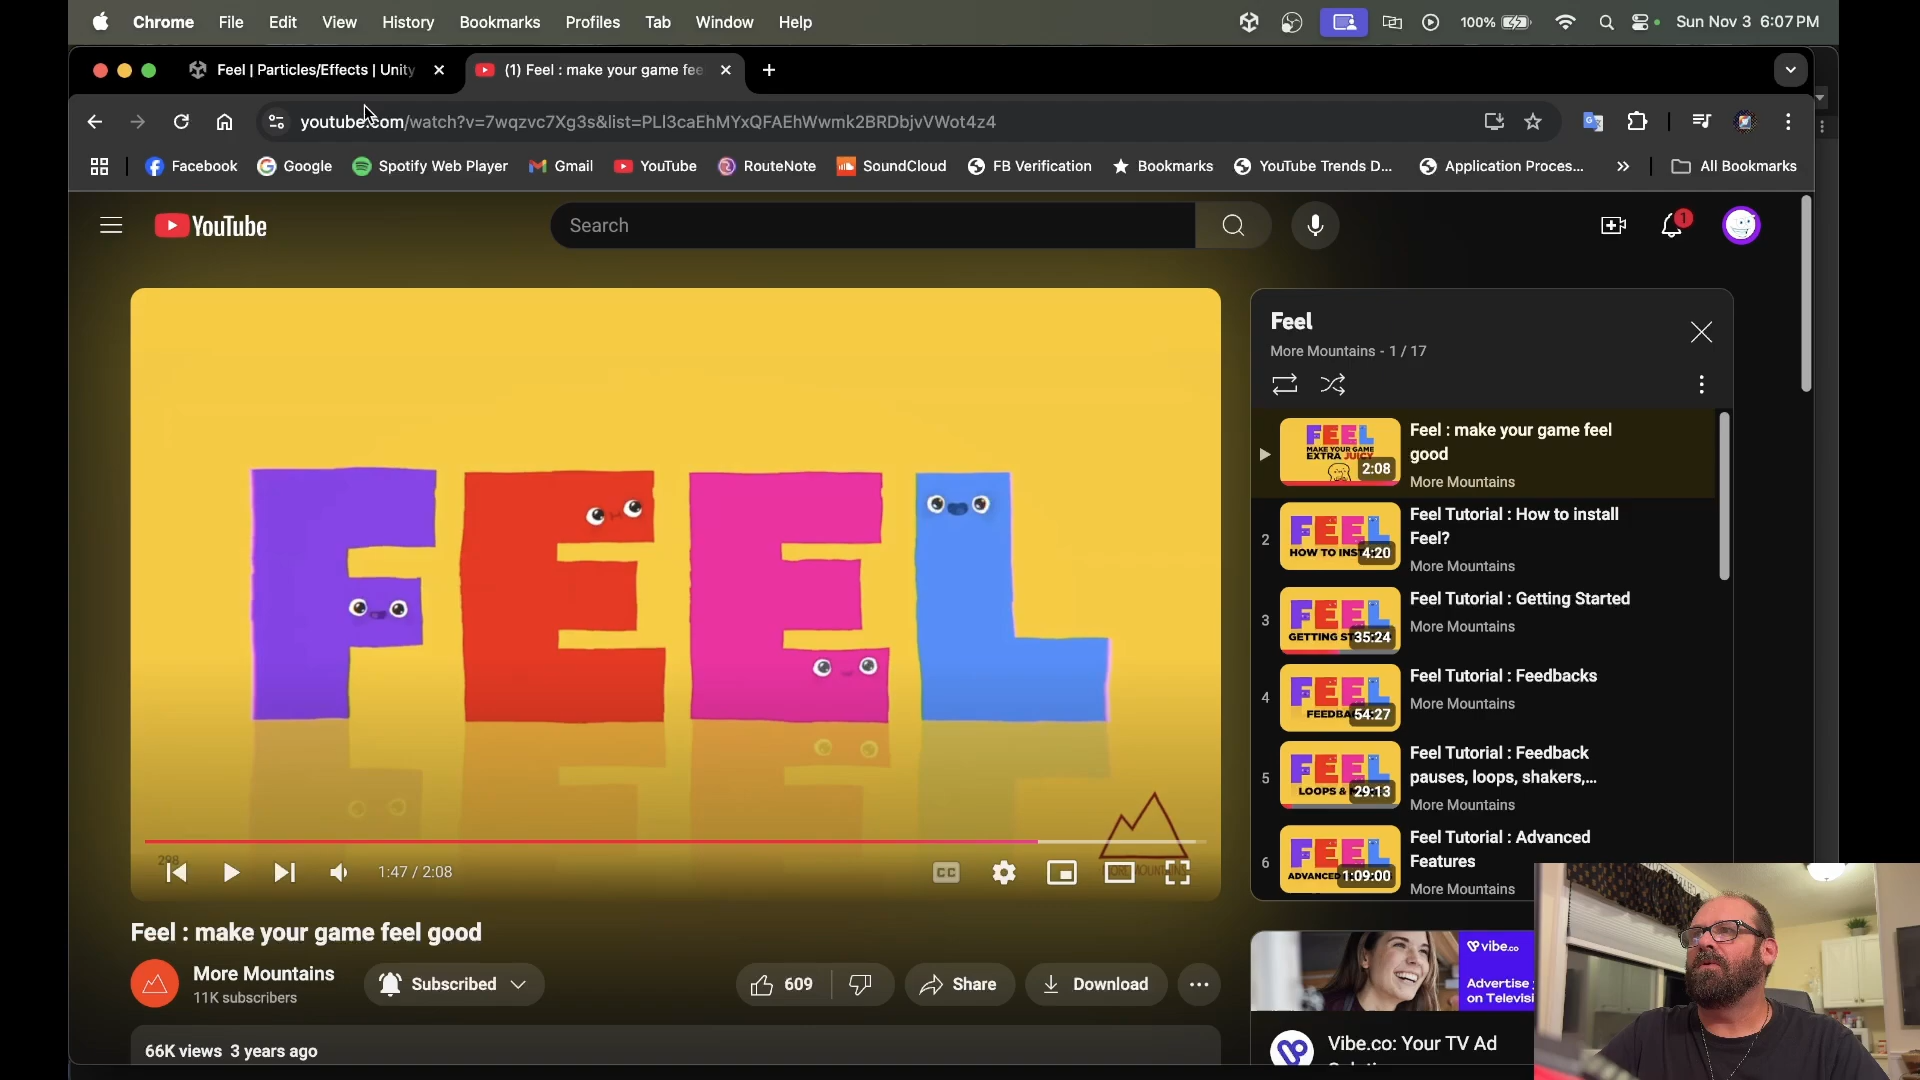 Chrome File Edit View History Bookmarks Profiles Tab Window Help
100% Sun Nov 3 6:07 PM
Feel | Particles/Effects | Unity
(1) Feel : make your game fee
youtube.com/watch?v=7wqzvc7Xg3s&list=PLl3caEhMYxQFAEhWwmk2BRDbjvVWot4z4
Facebook Google Spotify Web Player Gmail YouTube RouteNote SoundCloud FB Verification Bookmarks YouTube Trends D... Application Proces... » All Bookmarks
YouTube
Search
1
FEEL
1:47 / 2:08
CC
Feel
More Mountains - 1 / 17
FEEL
MAKE YOUR GAME
EXTRA JUICY
2:08
Feel : make your game feel
good
More Mountains
2
FEEL
HOW TO INST
4:20
Feel Tutorial : How to install
Feel?
More Mountains
3
FEEL
GETTING ST
35:24
Feel Tutorial : Getting Started
More Mountains
4
FEEL
FEEDBA
54:27
Feel Tutorial : Feedbacks
More Mountains
5
FEEL
LOOPS &
29:13
Feel Tutorial : Feedback
pauses, loops, shakers,...
More Mountains
6
FEEL
ADVANCED
1:09:00
Feel Tutorial : Advanced
Features
More Mountains
Feel : make your game feel good
More Mountains
11K subscribers
Subscribed
609
Share
Download
66K views 3 years ago
vibe.co
Advertise
on Televisi
Vibe.co: Your TV Ad